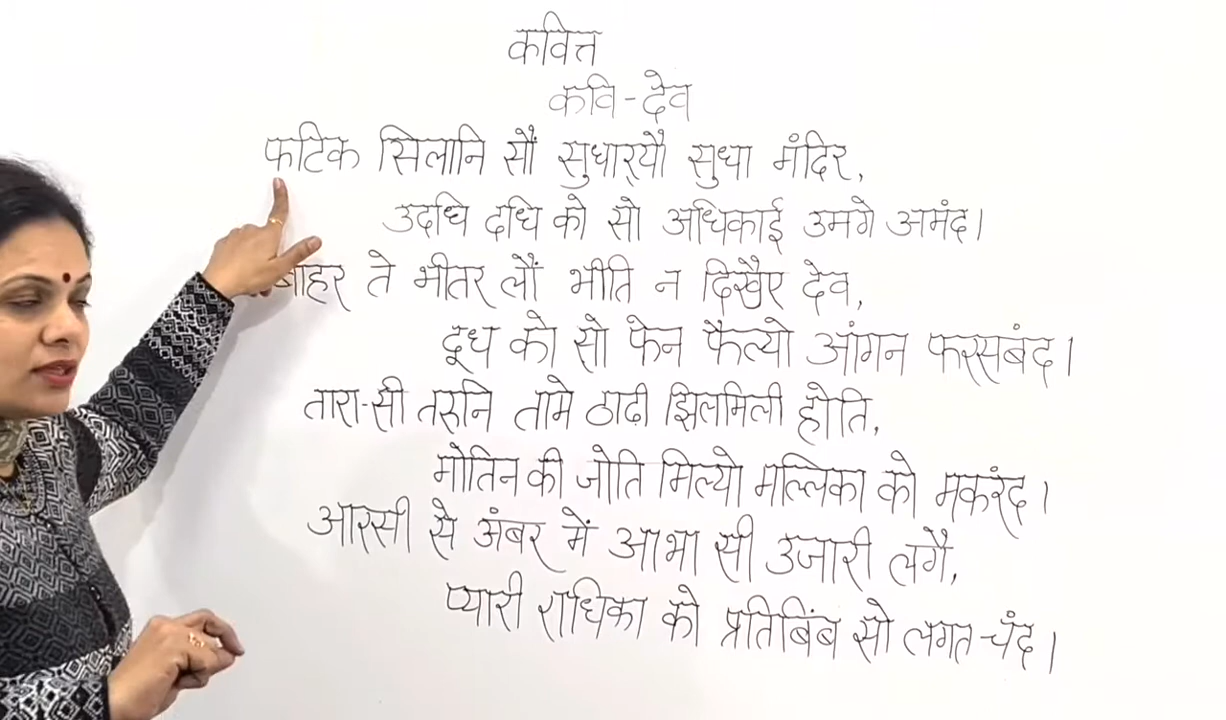 कवित्त
कवि-देव
फटिक सिलानि सौं सुधार्‌यौ सुधा मंदिर,
उदधि दधि को सो अधिकाई उमगे अमंद।
बाहर ते भीतर लौं भीति न दिखैए देव,
दूध को सो फेन फैल्यो आंगन फरसबंद।
तारा-सी तरुनि तामे ठाढ़ी झिलमिली होति,
मोतिन की जोति मिल्यो मल्लिका को मकरंद।
आरसी से अंबर में आभा सी उजारी लगै,
प्यारी राधिका को प्रतिबिंब सो लगत चंद।